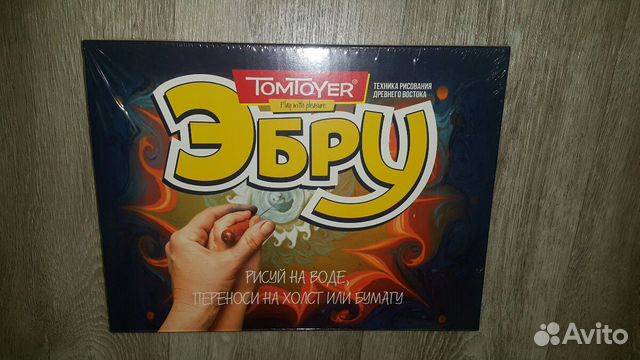 TOMTOYER®
Play with pleasure
ТЕХНИКА РИСОВАНИЯ
ДРЕВНЕГО ВОСТОКА
ЭБРУ
РИСУЙ НА ВОДЕ,
ПЕРЕНОСИ НА ХОЛСТ ИЛИ БУМАГУ
Avito